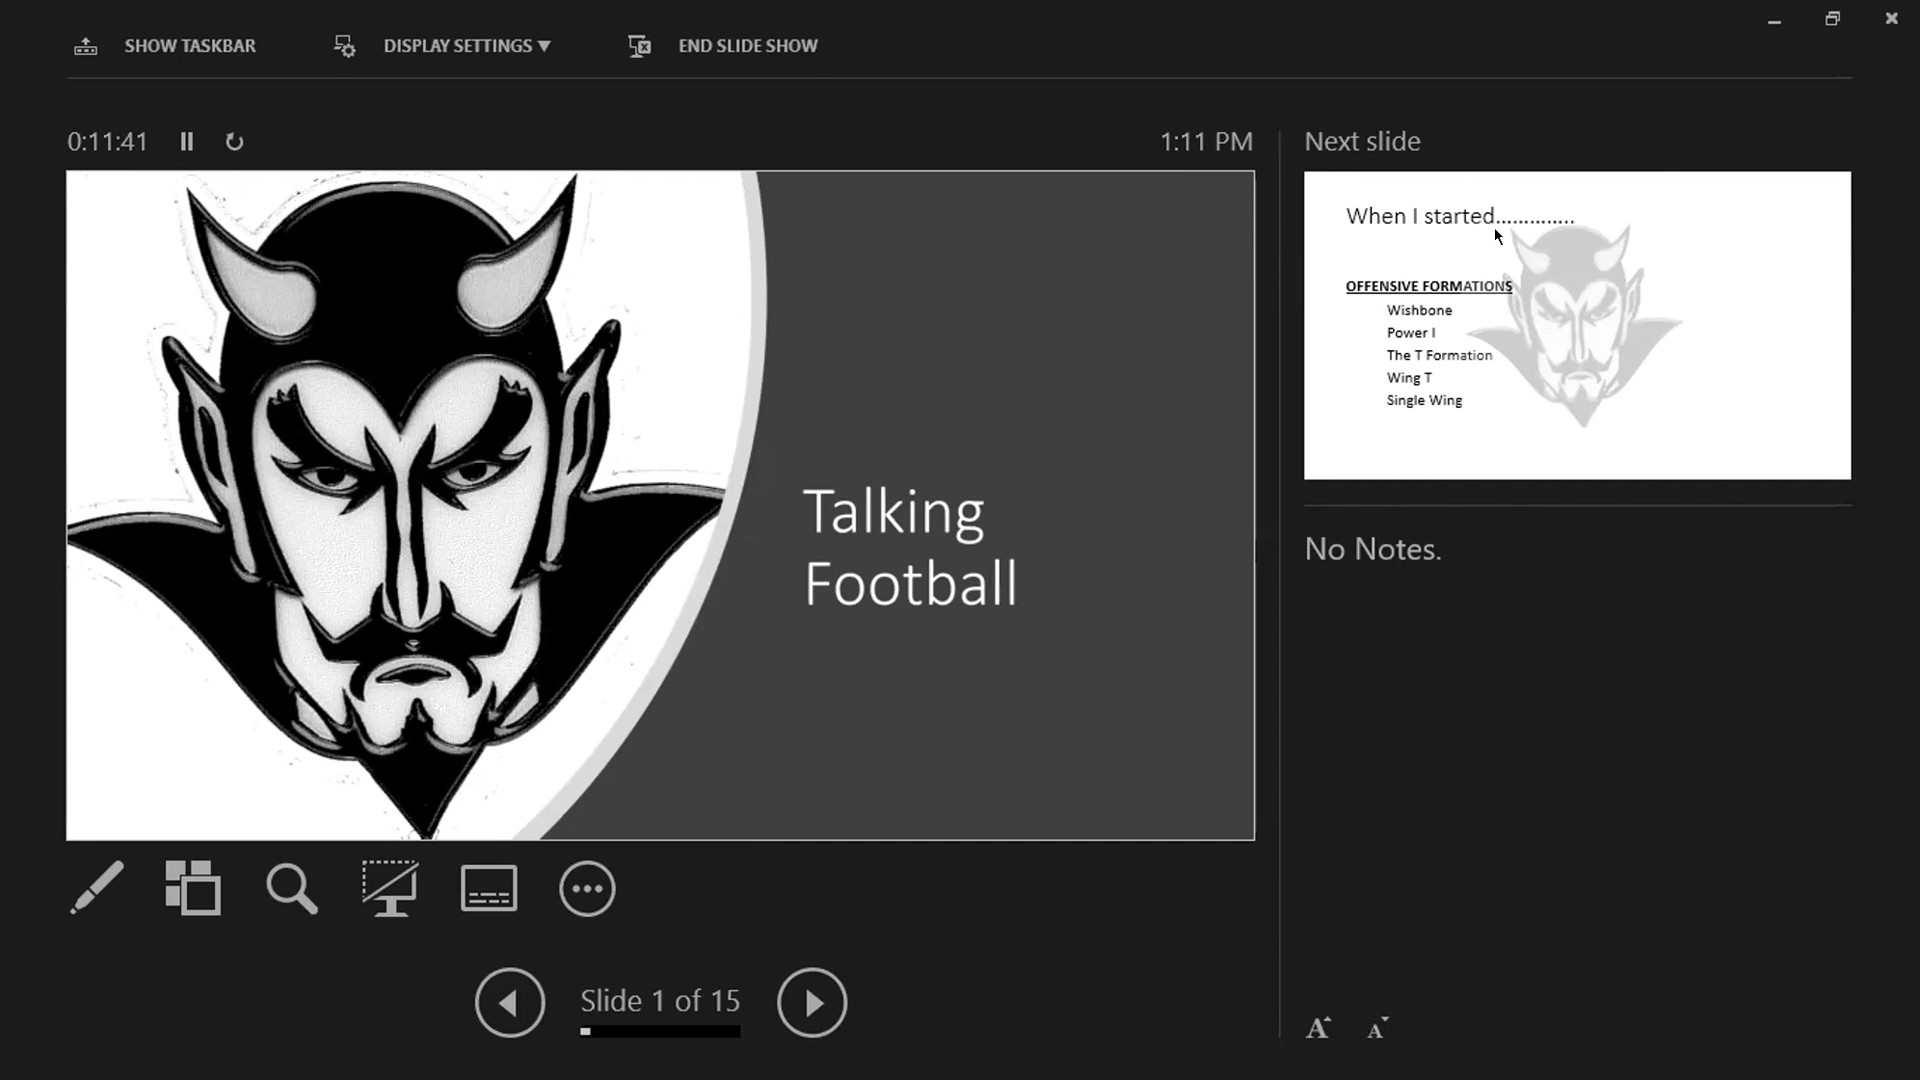 SHOW TASKBAR
DISPLAY SETTINGS ▼
END SLIDE SHOW
0:11:41
1:11 PM
Next slide
Talking
Football
When I started..............
OFFENSIVE FORMATIONS
Wishbone
Power I
The T Formation
Wing T
Single Wing
No Notes.
Slide 1 of 15
A A